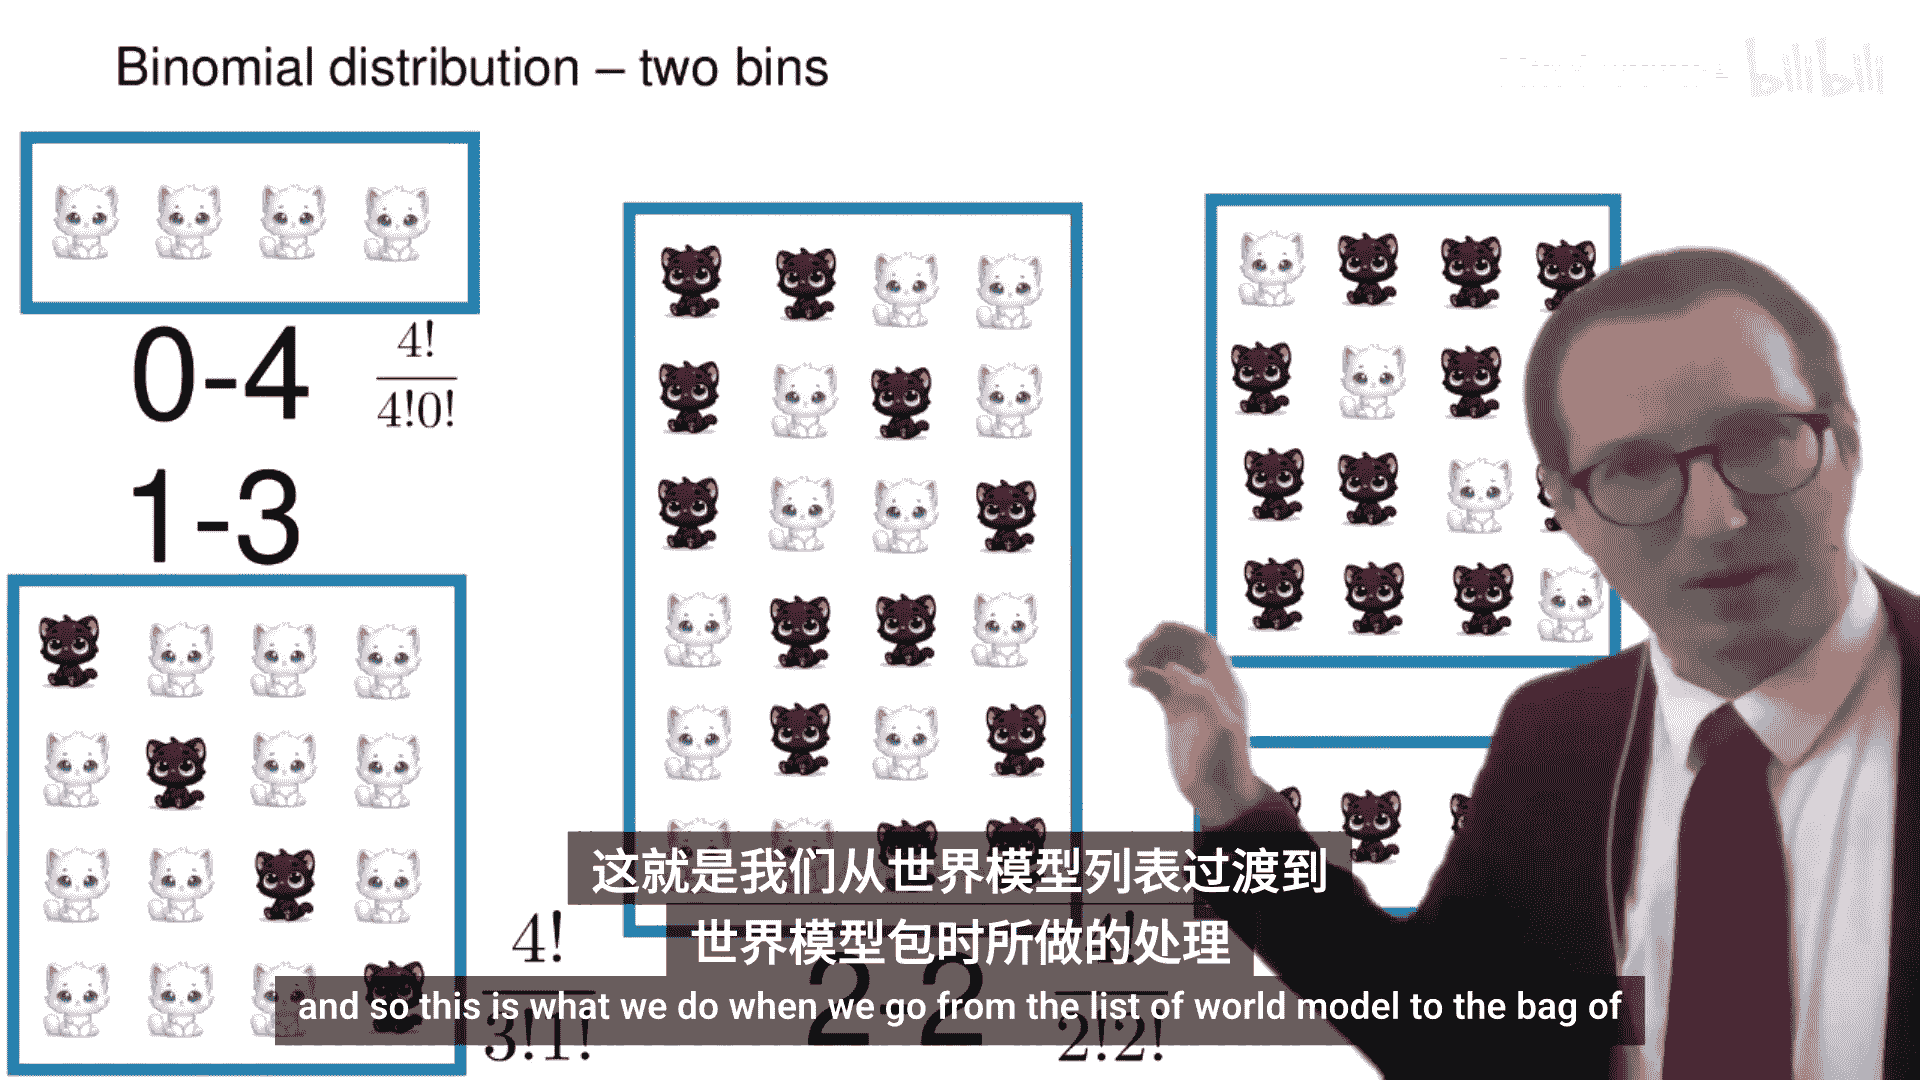 Binomial distribution – two bins
bilibili
0-4
4!
4!0!
1-3
4!
3!1!
2-2
4!
2!2!
这就是我们从世界模型列表过渡到
世界模型包时所做的处理
and so this is what we do when we go from the list of world model to the bag of